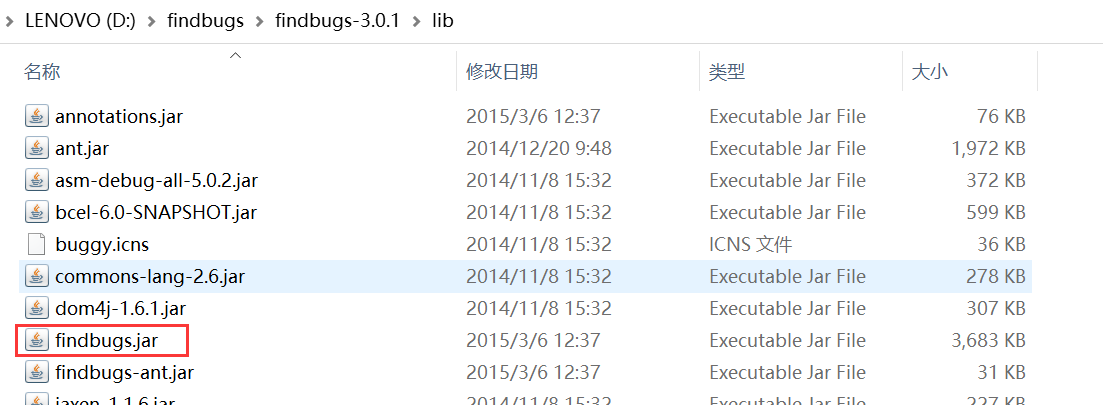 LENOVO (D:) findbugs findbugs-3.0.1 lib
名称 修改日期 类型 大小
annotations.jar 2015/3/6 12:37 Executable Jar File 76 KB
ant.jar 2014/12/20 9:48 Executable Jar File 1,972 KB
asm-debug-all-5.0.2.jar 2014/11/8 15:32 Executable Jar File 372 KB
bcel-6.0-SNAPSHOT.jar 2014/11/8 15:32 Executable Jar File 599 KB
buggy.icns 2014/11/8 15:32 ICNS 文件 36 KB
commons-lang-2.6.jar 2014/11/8 15:32 Executable Jar File 278 KB
dom4j-1.6.1.jar 2014/11/8 15:32 Executable Jar File 307 KB
findbugs.jar 2015/3/6 12:37 Executable Jar File 3,683 KB
findbugs-ant.jar 2015/3/6 12:37 Executable Jar File 31 KB
jaxen-1.1.6.jar 2014/11/8 15:32 Executable Jar File 227 KB